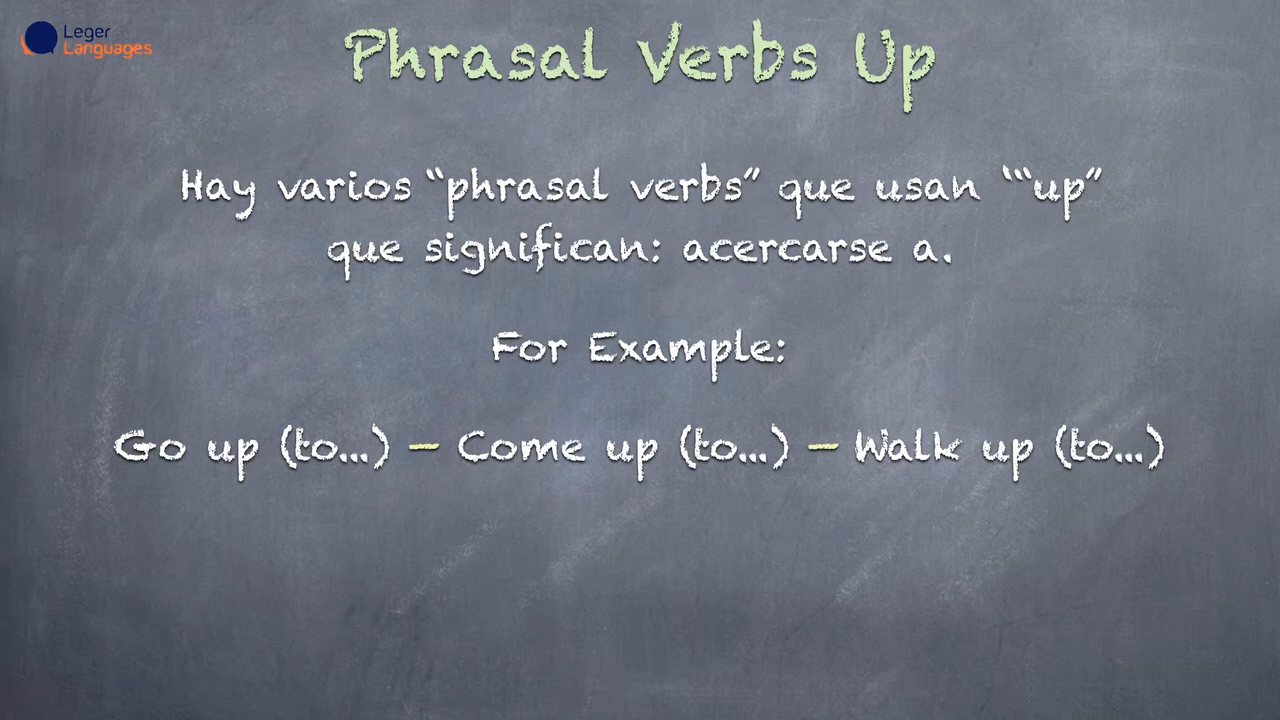 Leger
Languages
Phrasal Verbs Up
Hay varios “phrasal verbs” que usan ‘“up”
que significan: acercarse a.
For Example:
Go up (to...) – Come up (to...) – Walk up (to...)